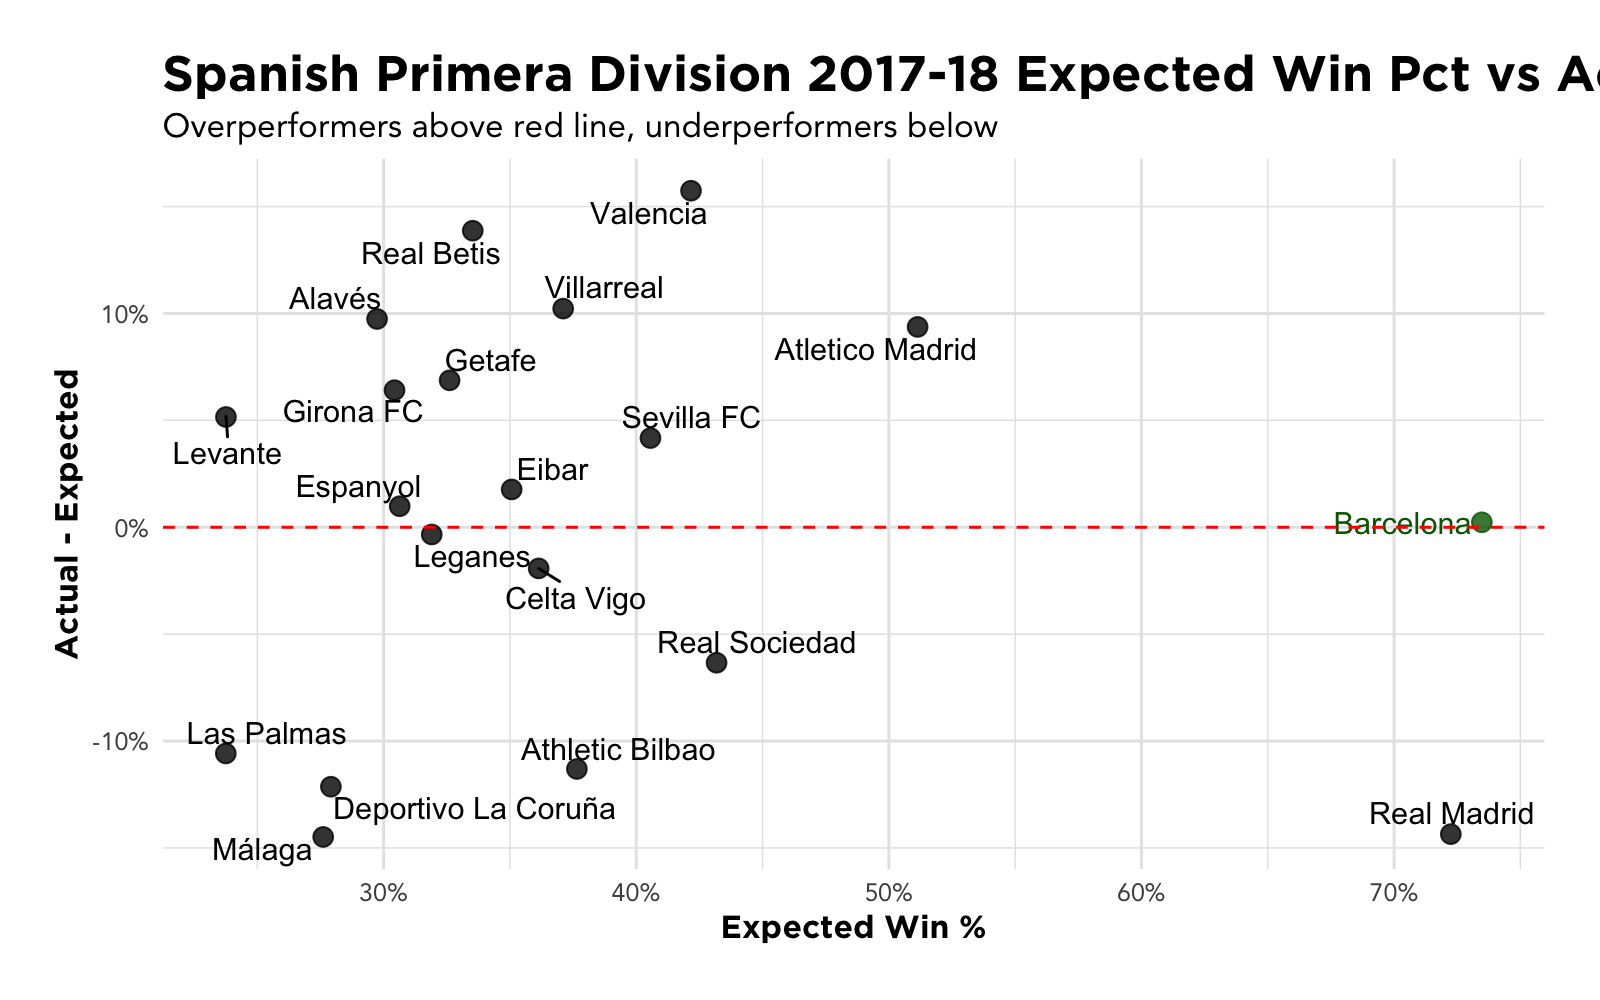 Spanish Primera Division 2017-18 Expected Win Pct vs
Overperformers above red line, underperformers below
Valencia
Real Betis
Villarreal
Alavés
10%
Atletico Madrid
Getafe
Girona FC
Sevilla FC
Levante
Eibar
Espanyol
Actual - Expected
0%
Barcelona
Leganes
Celta Vigo
Real Sociedad
Las Palmas
-10%
Athletic Bilbao
Deportivo La Coruña
Real Madrid
Málaga
30%
40%
50%
60%
70%
Expected Win %